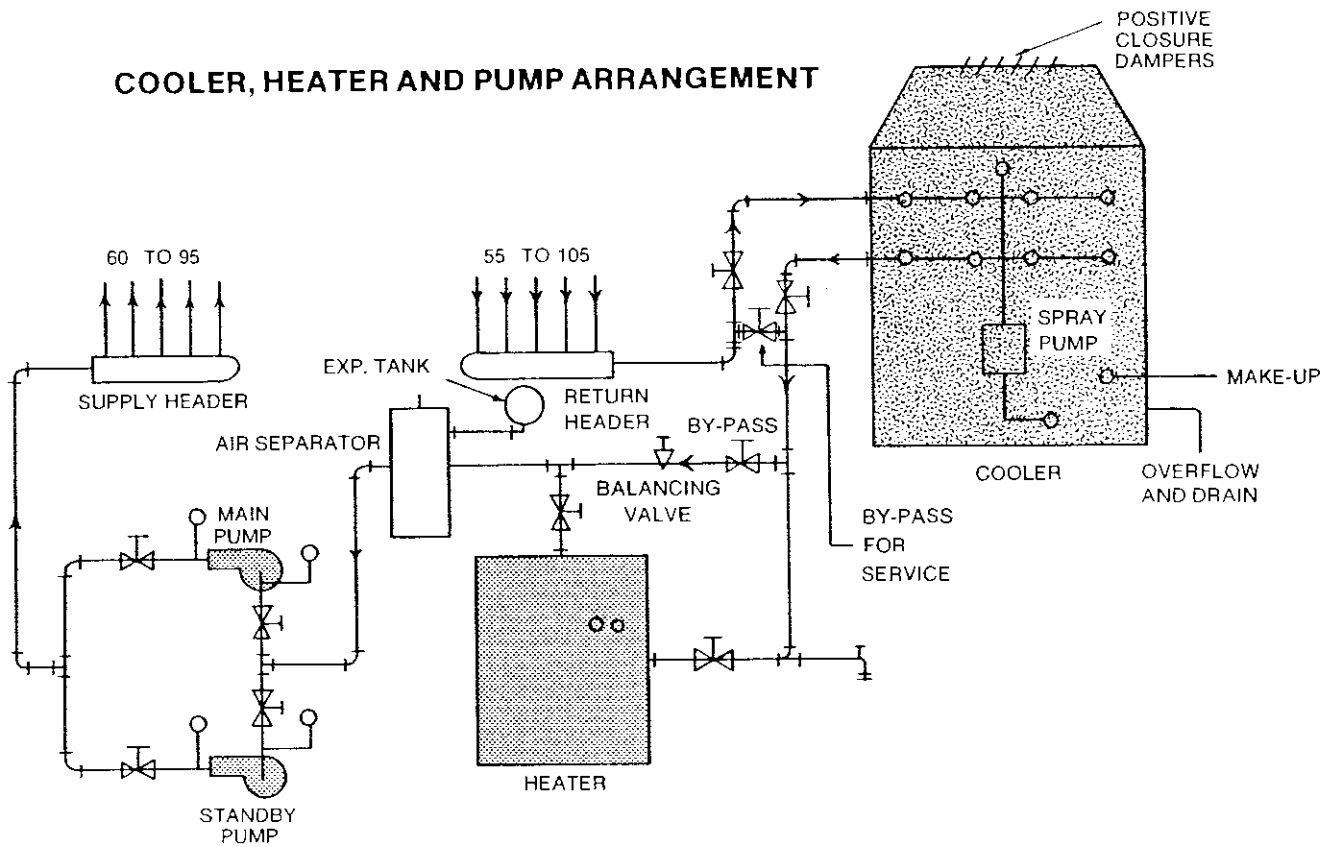 POSITIVE
CLOSURE
DAMPERS
COOLER, HEATER AND PUMP ARRANGEMENT
60 TO 95
55 TO 105
SPRAY
PUMP
EXP. TANK
SUPPLY HEADER
RETURN
HEADER
MAKE-UP
AIR SEPARATOR
BY-PASS
COOLER
OVERFLOW
AND DRAIN
BALANCING
VALVE
MAIN
PUMP
BY-PASS
FOR
SERVICE
HEATER
STANDBY
PUMP